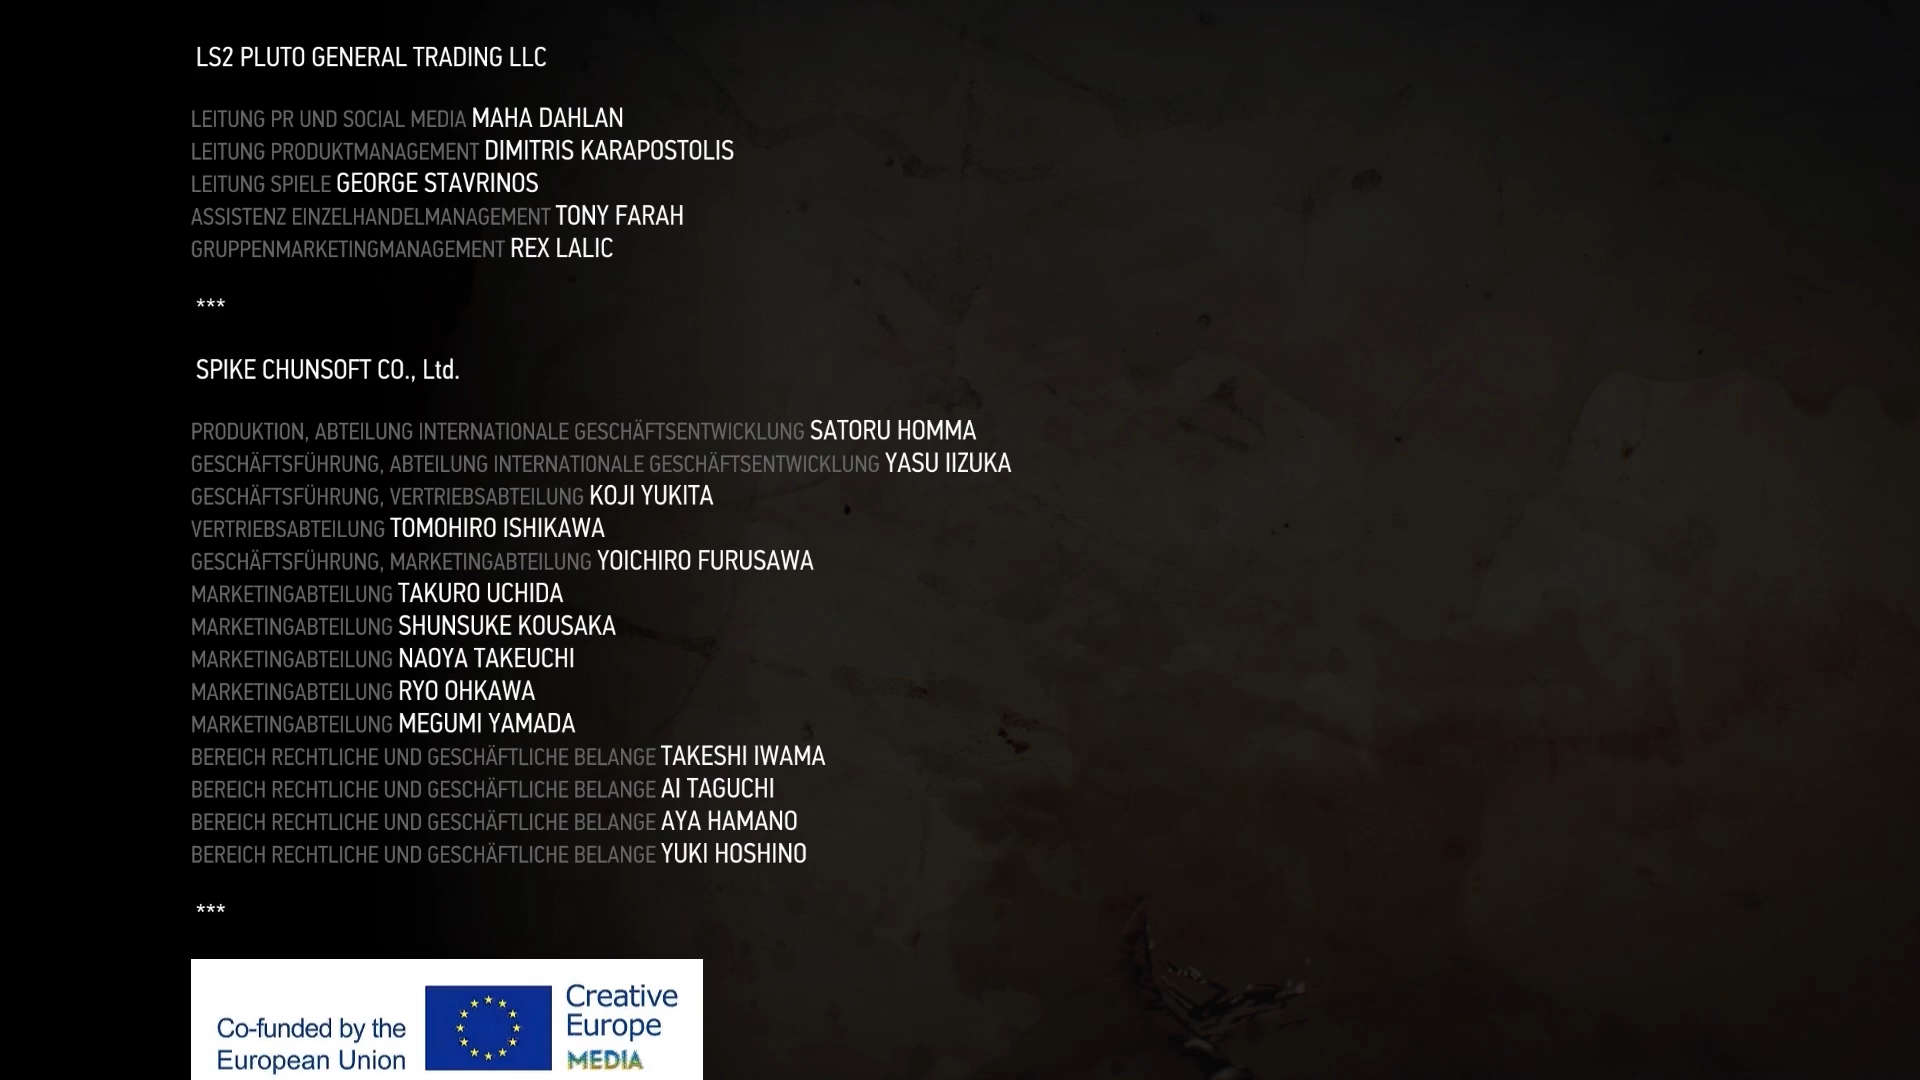 LS2 PLUTO GENERAL TRADING LLC
LEITUNG PR UND SOCIAL MEDIA MAHA DAHLAN
LEITUNG PRODUKTMANAGEMENT DIMITRIS KARAPOSTOLIS
LEITUNG SPIELE GEORGE STAVRINOS
ASSISTENZ EINZELHANDELMANAGEMENT TONY FARAH
GRUPPENMARKETINGMANAGEMENT REX LALIC
***
SPIKE CHUNSOFT CO., Ltd.
PRODUKTION, ABTEILUNG INTERNATIONALE GESCHÄFTSENTWICKLUNG SATORU HOMMA
GESCHÄFTSFÜHRUNG, ABTEILUNG INTERNATIONALE GESCHÄFTSENTWICKLUNG YASU IIZUKA
GESCHÄFTSFÜHRUNG, VERTRIEBSABTEILUNG KOJI YUKITA
VERTRIEBSABTEILUNG TOMOHIRO ISHIKAWA
GESCHÄFTSFÜHRUNG, MARKETINGABTEILUNG YOICHIRO FURUSAWA
MARKETINGABTEILUNG TAKURO UCHIDA
MARKETINGABTEILUNG SHUNSUKE KOUSAKA
MARKETINGABTEILUNG NAOYA TAKEUCHI
MARKETINGABTEILUNG RYO OHKAWA
MARKETINGABTEILUNG MEGUMI YAMADA
BEREICH RECHTLICHE UND GESCHÄFTLICHE BELANGE TAKESHI IWAMA
BEREICH RECHTLICHE UND GESCHÄFTLICHE BELANGE AI TAGUCHI
BEREICH RECHTLICHE UND GESCHÄFTLICHE BELANGE AYA HAMANO
BEREICH RECHTLICHE UND GESCHÄFTLICHE BELANGE YUKI HOSHINO
***
Co-funded by the
European Union
Creative
Europe
MEDIA